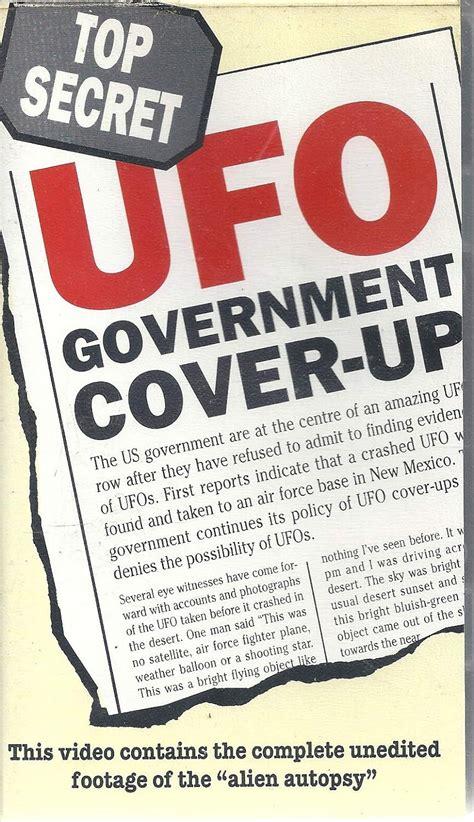 TOP
SECRET
UFO
GOVERNMENT
COVER-UP
The US government are at the centre of an amazing UF
row after they have refused to admit to finding eviden
of UFOs. First reports indicate that a crashed UFO w
found and taken to an air force base in New Mexico. T
government continues its policy of UFO cover-ups
denies the possibility of UFOs.
Several eye witnesses have come for-
ward with accounts and photographs
of the UFO taken before it crashed in
the desert. One man said "This was
no satellite, air force fighter plane,
weather balloon or a shooting star.
This was a bright flying object like
nothing I've seen before. It w
pm and I was driving acr
desert. The sky was bright
usual desert sunset and s
this bright bluish-green
object came out of the s
towards the near
This video contains the complete unedited
footage of the "alien autopsy"